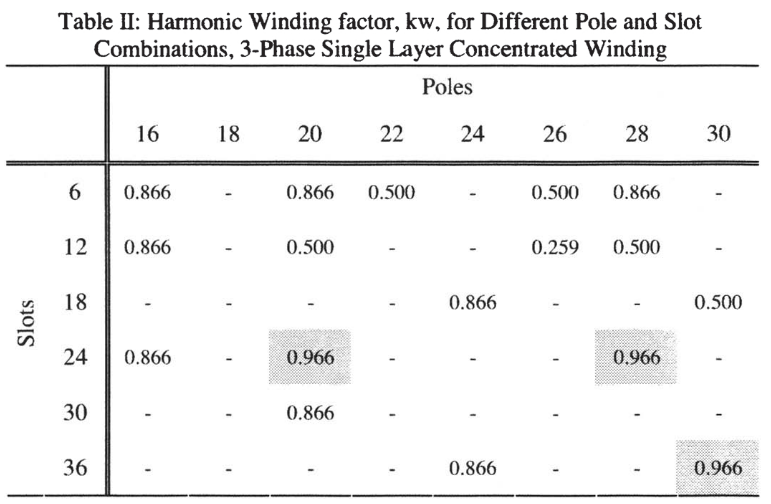 Table II: Harmonic Winding factor, kw, for Different Pole and Slot
Combinations, 3-Phase Single Layer Concentrated Winding
Poles
16 18 20 22 24 26 28 30
Slots
6 0.866 - 0.866 0.500 - 0.500 0.866 -
12 0.866 - 0.500 - - 0.259 0.500 -
18 - - - - 0.866 - - 0.500
24 0.866 - 0.966 - - - 0.966 -
30 - - 0.866 - - - - -
36 - - - - 0.866 - - 0.966